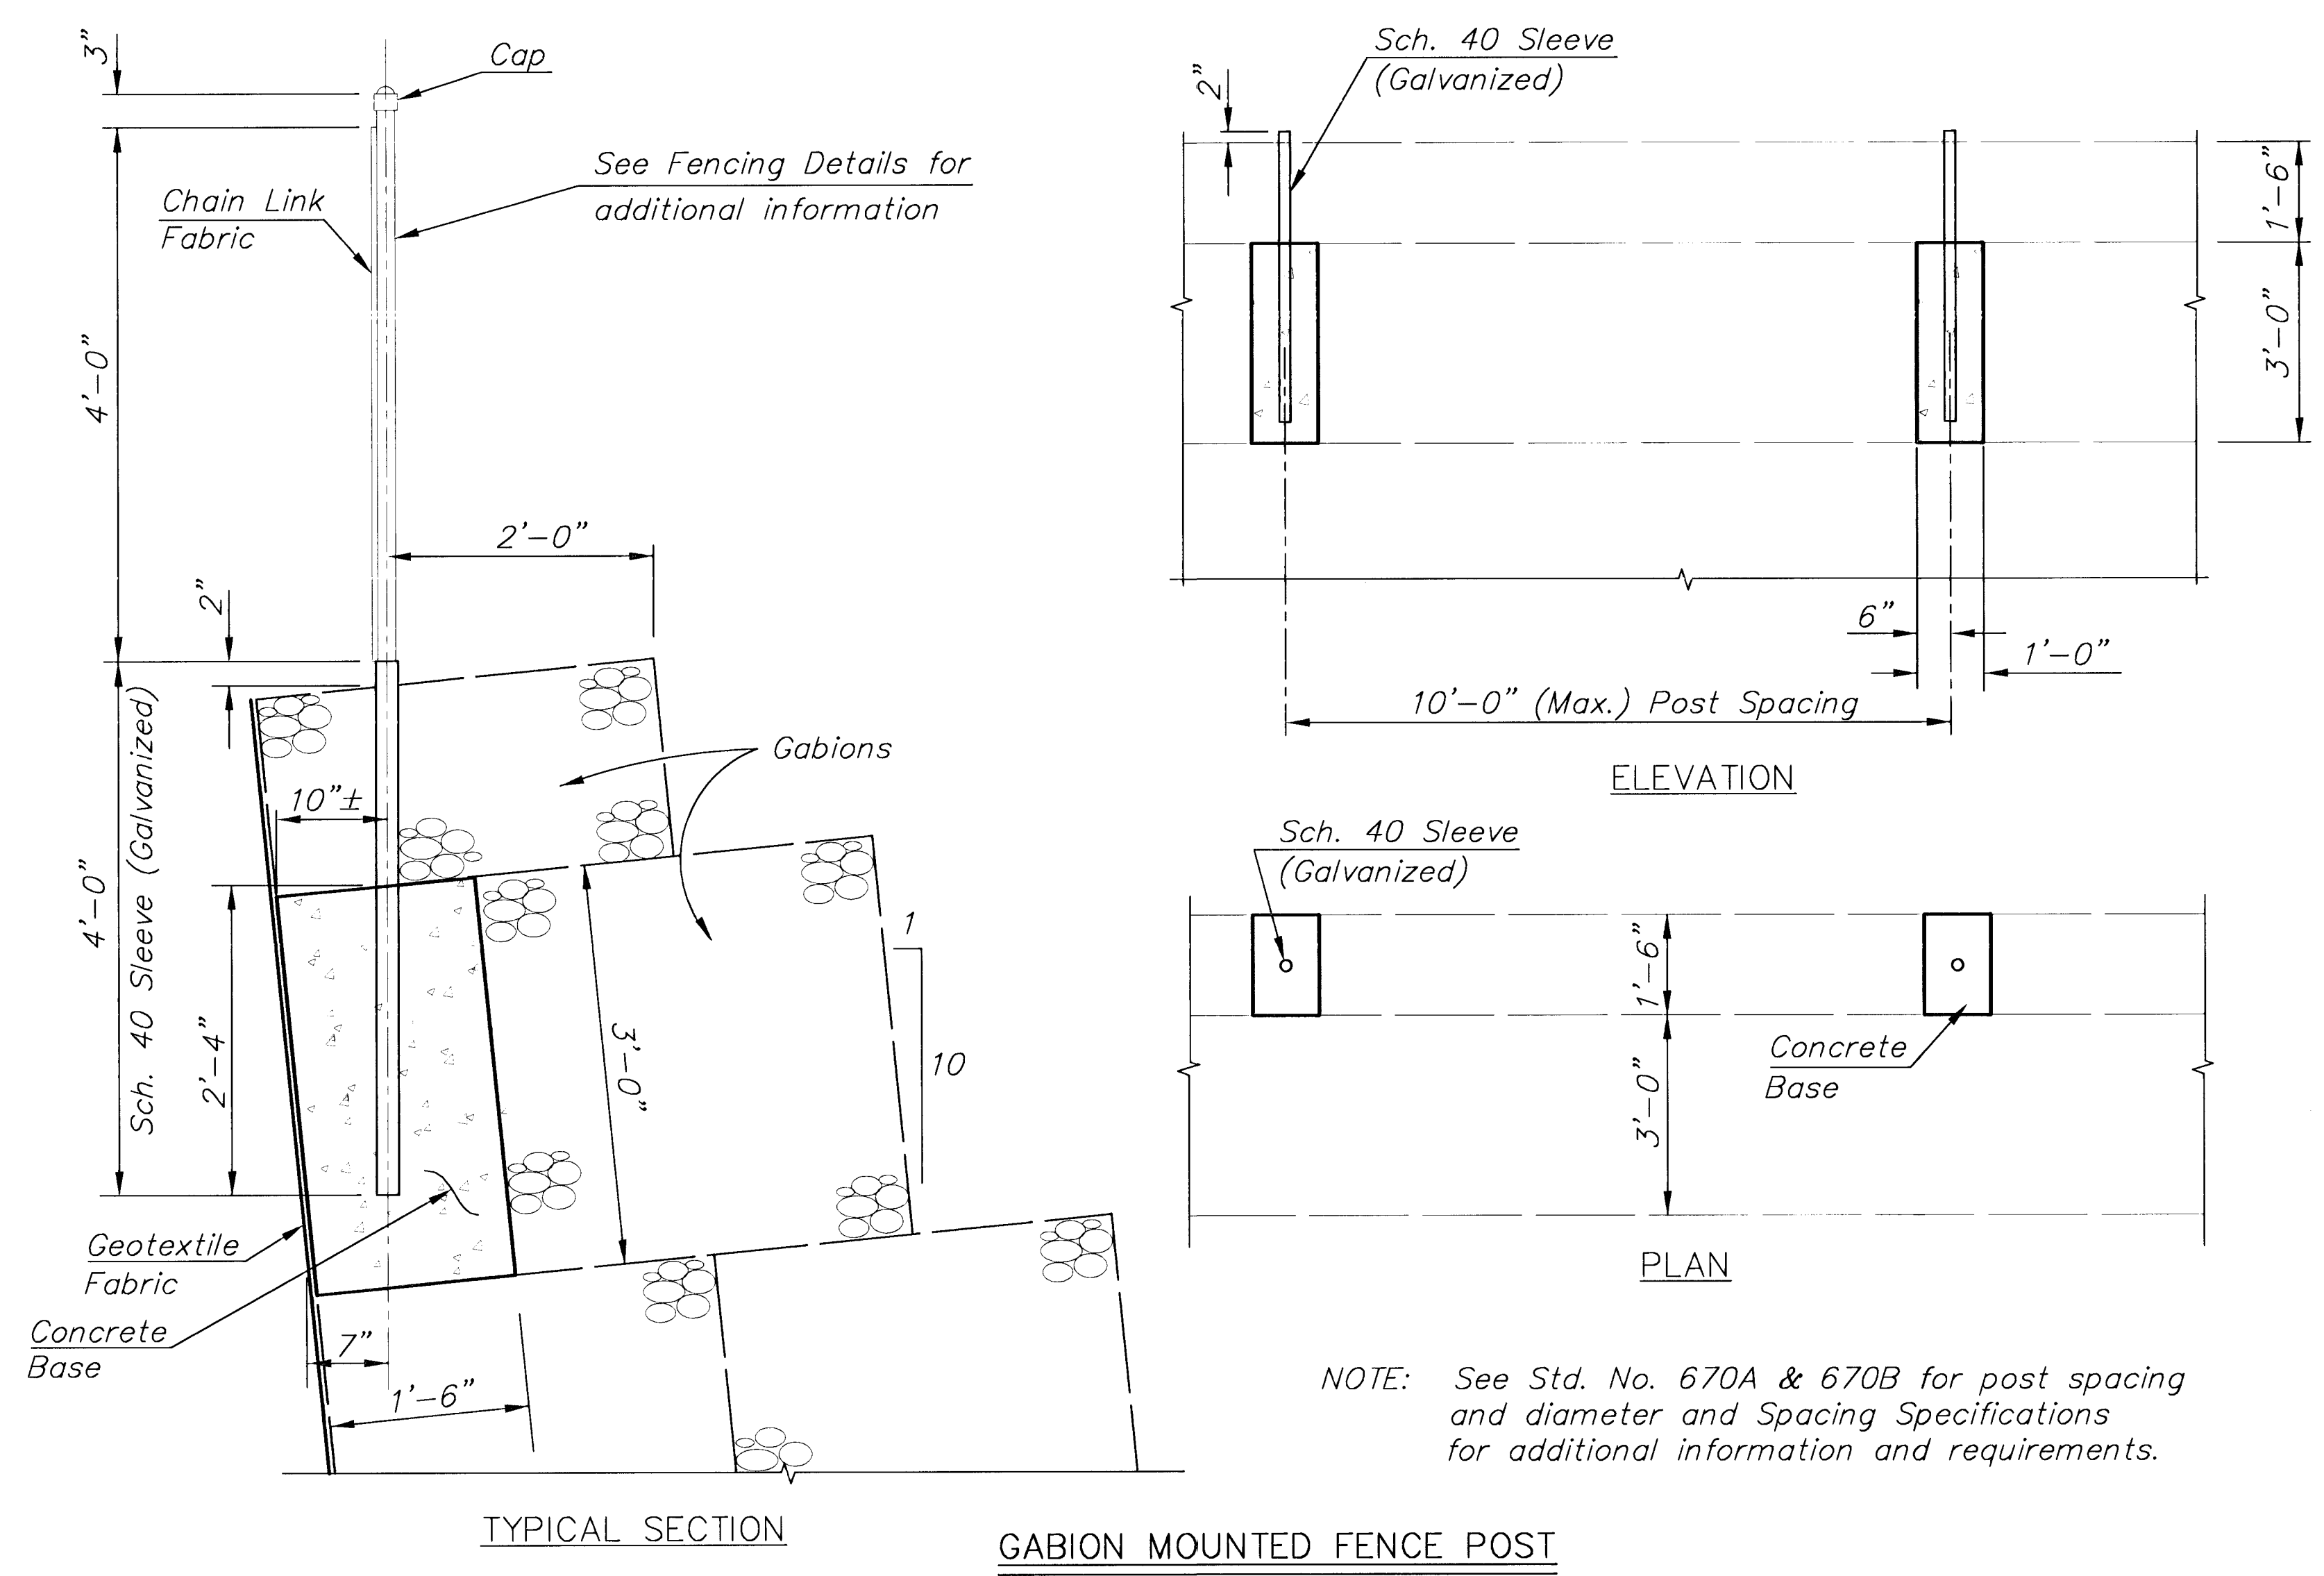 3"
Cap
See Fencing Details for
additional information
Chain Link
Fabric
4'-0"
2'-0"
2"
4'-0"
Sch. 40 Sleeve (Galvanized)
10"±
Gabions
2'-4"
3'-0"
1
10
Geotextile
Fabric
Concrete
Base
7"
1'-6"
TYPICAL SECTION
Sch. 40 Sleeve
(Galvanized)
2"
1'-6"
3'-0"
6"
1'-0"
10'-0" (Max.) Post Spacing
ELEVATION
Sch. 40 Sleeve
(Galvanized)
1'-6"
3'-0"
Concrete
Base
PLAN
NOTE: See Std. No. 670A & 670B for post spacing
and diameter and Spacing Specifications
for additional information and requirements.
GABION MOUNTED FENCE POST